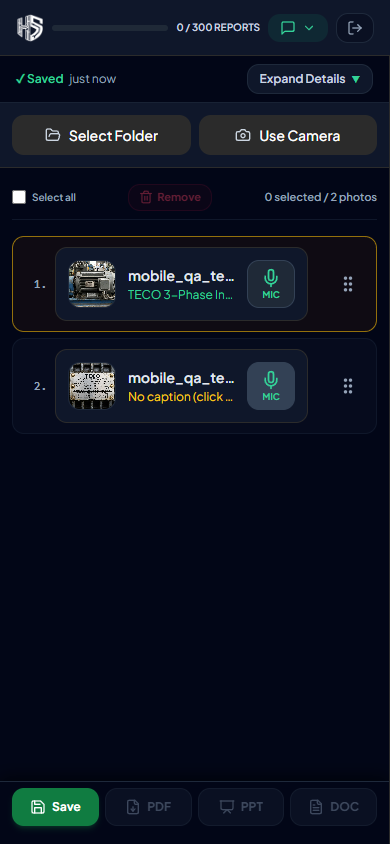 HS
0 / 300 REPORTS
✓ Saved just now
Expand Details ▼
Select Folder
Use Camera
Select all
Remove
0 selected / 2 photos
1.
mobile_qa_te...
TECO 3-Phase In...
MIC
2.
TECO
mobile_qa_te...
No caption (click ...
MIC
Save
PDF
PPT
DOC